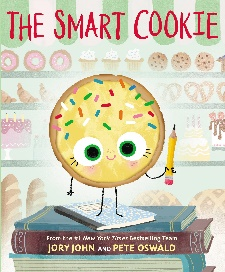 THE SMART COOKIE
From the #1 New York Times Bestselling Team
JORY JOHN AND PETE OSWALD